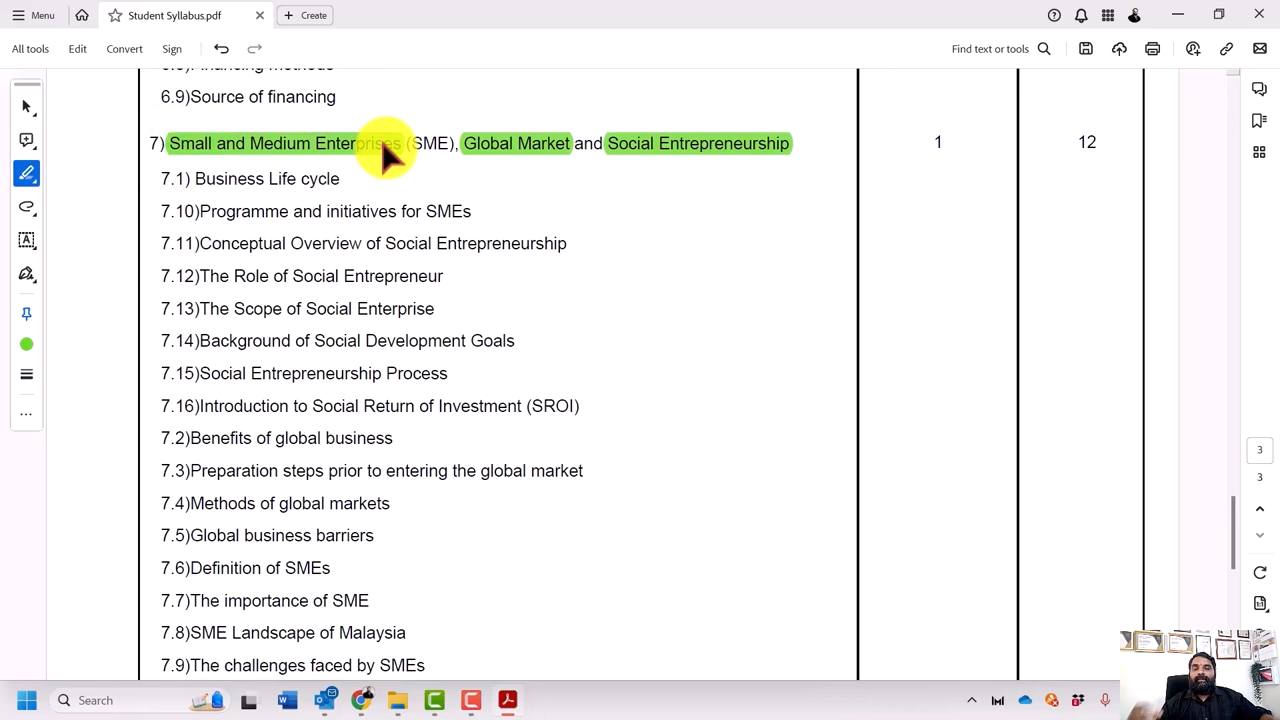 Menu
Student Syllabus.pdf
Create
All tools
Edit
Convert
Sign
Find text or tools
6.9)Source of financing
7) Small and Medium Enterprises (SME), Global Market and Social Entrepreneurship 1 12
7.1) Business Life cycle
7.10)Programme and initiatives for SMEs
7.11)Conceptual Overview of Social Entrepreneurship
7.12)The Role of Social Entrepreneur
7.13)The Scope of Social Enterprise
7.14)Background of Social Development Goals
7.15)Social Entrepreneurship Process
7.16)Introduction to Social Return of Investment (SROI)
7.2)Benefits of global business
7.3)Preparation steps prior to entering the global market
7.4)Methods of global markets
7.5)Global business barriers
7.6)Definition of SMEs
7.7)The importance of SME
7.8)SME Landscape of Malaysia
7.9)The challenges faced by SMEs
3
3
Search